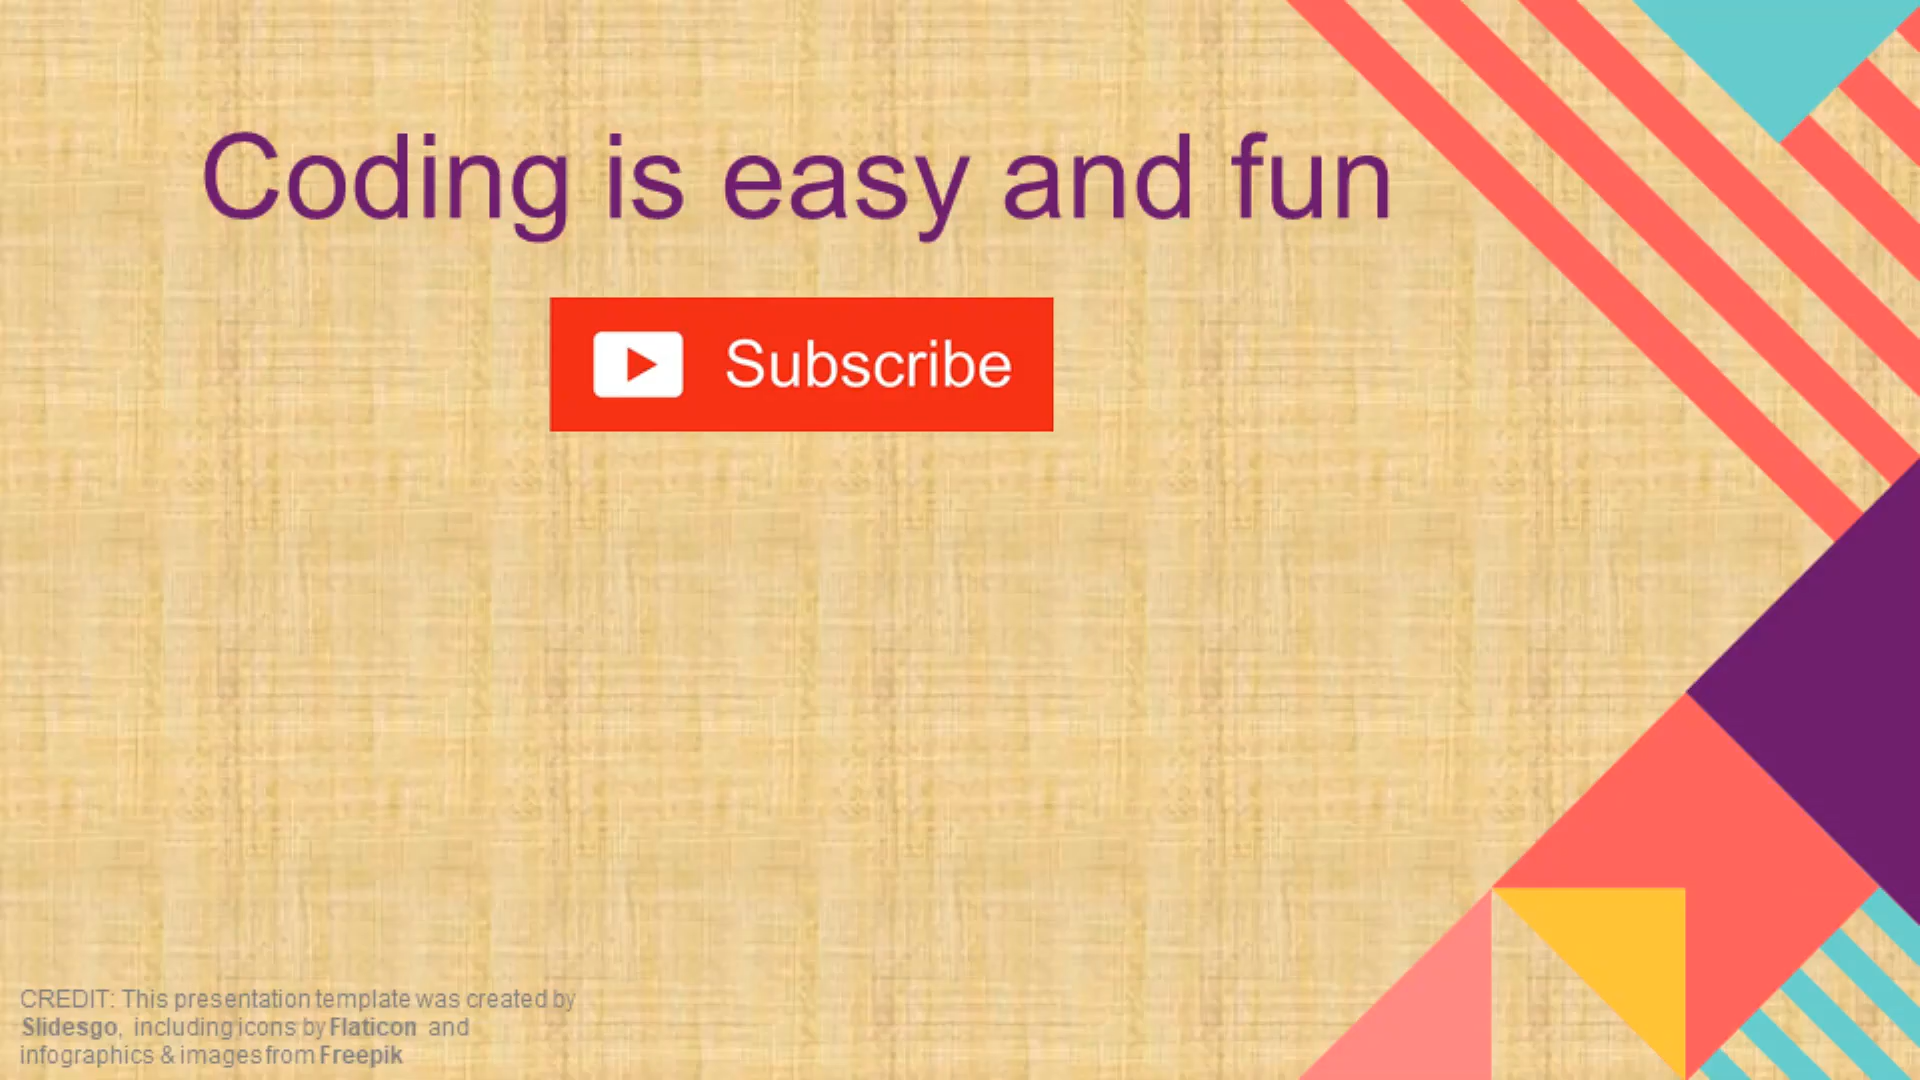 Coding is easy and fun
Subscribe
CREDIT: This presentation template was created by
Slidesgo, including icons by Flaticon and
infographics & images from Freepik